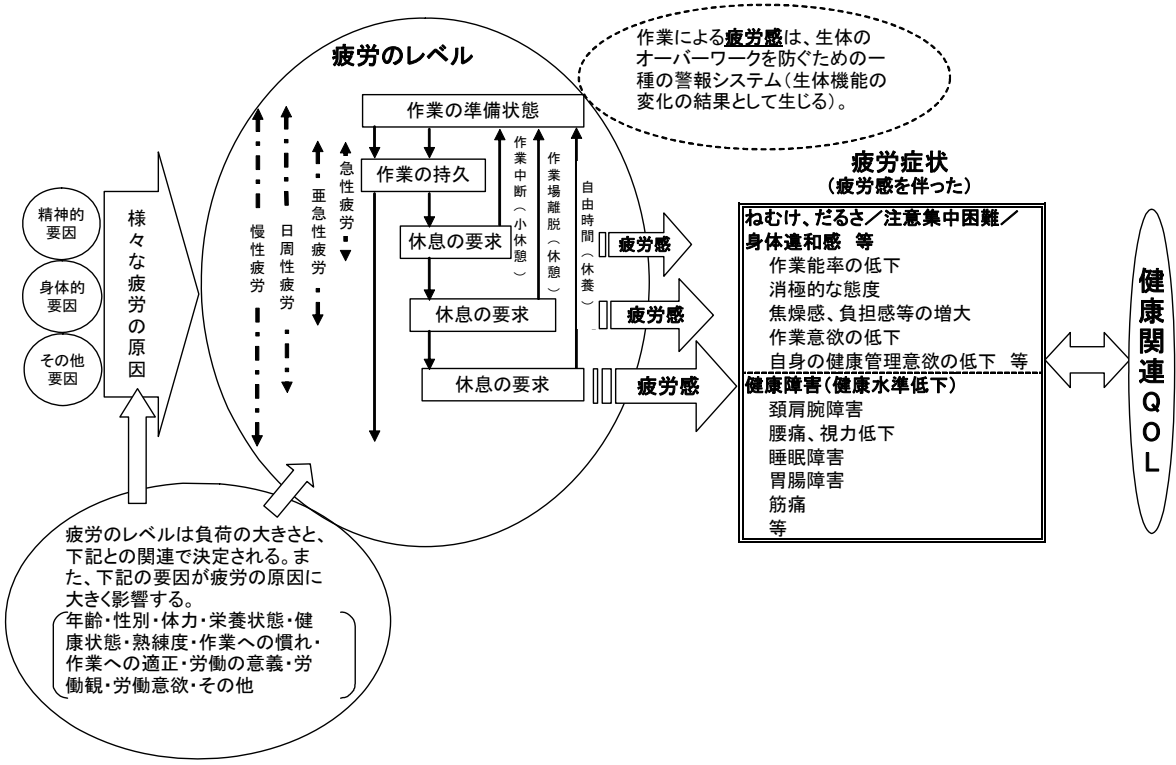 作業による疲労感は、生体の
オーバーワークを防ぐための一
種の警報システム(生体機能の
変化の結果として生じる)。
疲労のレベル
作業の準備状態
作業の持久
休息の要求
休息の要求
休息の要求
慢性疲労
日周性疲労
亜急性疲労
急性疲労
作業中断(小休憩)
作業場離脱(休憩)
自由時間(休養)
精神的
要因
身体的
要因
その他
要因
様々な疲労の原因
疲労感
疲労感
疲労感
疲労症状
(疲労感を伴った)
ねむけ、だるさ/注意集中困難/
身体違和感 等
作業能率の低下
消極的な態度
焦燥感、負担感等の増大
作業意欲の低下
自身の健康管理意欲の低下 等
健康障害(健康水準低下)
頚肩腕障害
腰痛、視力低下
睡眠障害
胃腸障害
筋痛
等
健康関連QOL
疲労のレベルは負荷の大きさと、
下記との関連で決定される。ま
た、下記の要因が疲労の原因に
大きく影響する。
年齢・性別・体力・栄養状態・健
康状態・熟練度・作業への慣れ・
作業への適正・労働の意義・労
働観・労働意欲・その他